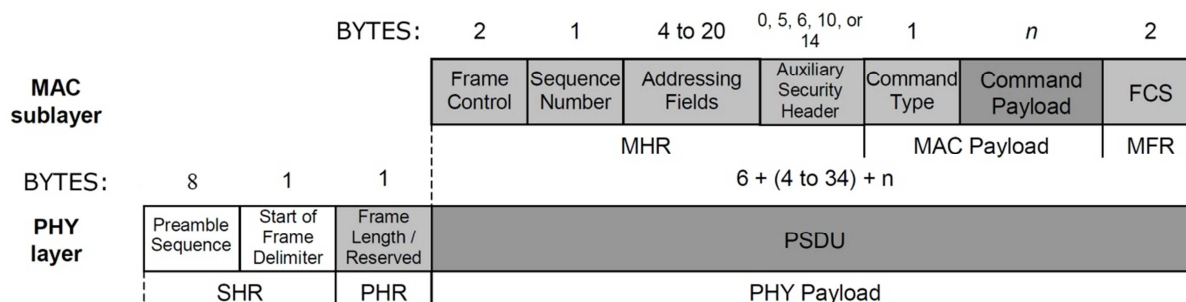 BYTES: 2 1 4 to 20 0, 5, 6, 10, or 14 1 n 2
MAC sublayer
Frame Control
Sequence Number
Addressing Fields
Auxiliary Security Header
Command Type
Command Payload
FCS
MHR MAC Payload MFR
BYTES: 8 1 1 6 + (4 to 34) + n
PHY layer
Preamble Sequence
Start of Frame Delimiter
Frame Length / Reserved
PSDU
SHR PHR PHY Payload